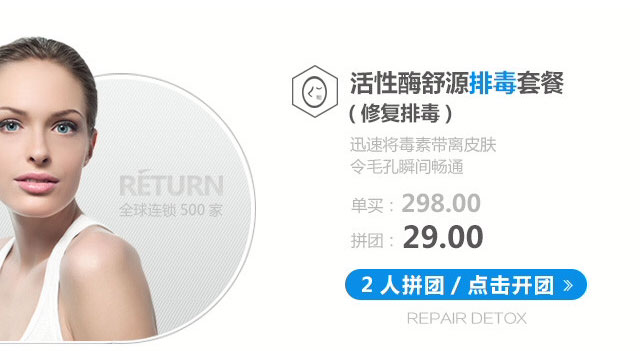 活性酶舒源排毒套餐
(修复排毒)
迅速将毒素带离皮肤
令毛孔瞬间畅通
RÉTURN
全球连锁 500 家
单买：298.00
拼团：29.00
2 人拼团 / 点击开团 »
REPAIR DETOX